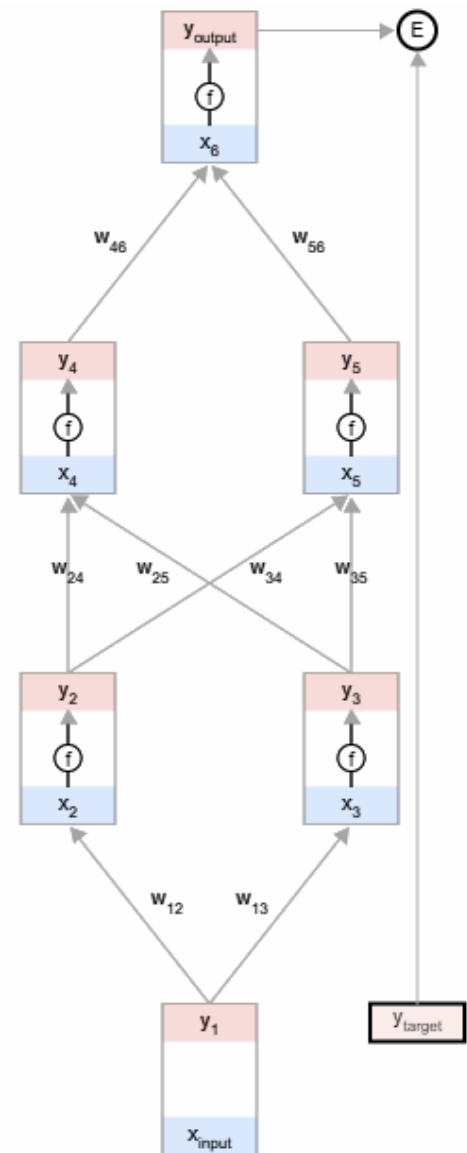 y_output E
f
x_6
w_46 w_56
y_4 y_5
f f
x_4 x_5
w_24 w_25 w_34 w_35
y_2 y_3
f f
x_2 x_3
w_12 w_13
y_1 y_target
x_input